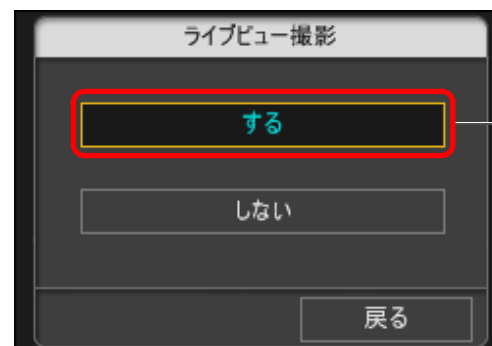 ライブビュー撮影
する
しない
戻る